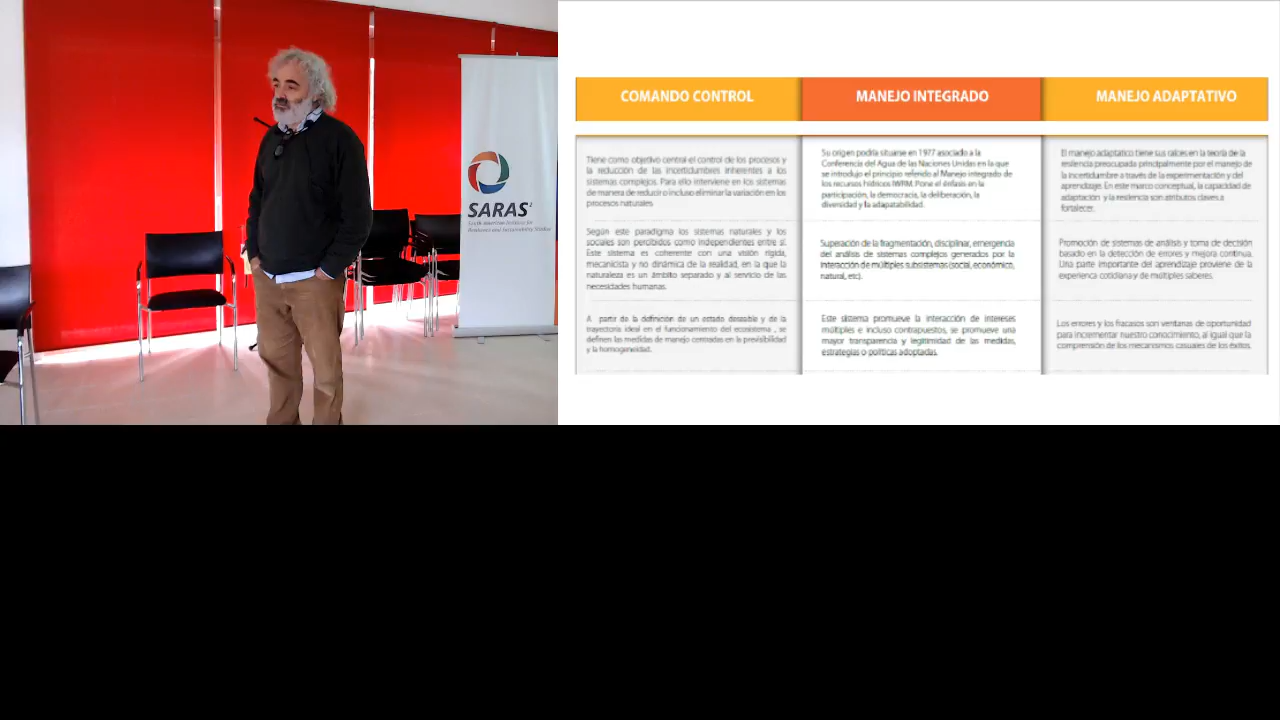 SARAS²
South American Institute for
Resilience and Sustainability Studies
COMANDO CONTROL
Tiene como objetivo central el control de los procesos y
la reducción de las incertidumbres inherentes a los
sistemas complejos. Para ello interviene en los sistemas
de manera de reducir o incluso eliminar la variación en los
procesos naturales.
Según este paradigma los sistemas naturales y los
sociales son percibidos como independientes entre sí.
Este sistema es coherente con una visión rígida,
mecanicista y no dinámica de la realidad, en la que la
naturaleza es un ámbito separado y al servicio de las
necesidades humanas.
A partir de la definición de un estado deseable y de la
trayectoria ideal en el funcionamiento del ecosistema , se
definen las medidas de manejo centradas en la previsibilidad
y la homogeneidad.
MANEJO INTEGRADO
Su origen podría situarse en 1977 asociado a la
Conferencia del Agua de las Naciones Unidas en la que
se introdujo el principio referido al Manejo integrado de
los recursos hídricos IWRM. Pone el énfasis en la
participación, la democracia, la deliberación, la
diversidad y la adapatabilidad.
Superación de la fragmentación, disciplinar, emergencia
del análisis de sistemas complejos generados por la
interacción de múltiples subsistemas (social, económico,
natural, etc).
Este sistema promueve la interacción de intereses
múltiples e incluso contrapuestos, se promueve una
mayor transparencia y legitimidad de las medidas,
estrategias o políticas adoptadas.
MANEJO ADAPTATIVO
El manejo adaptático tiene sus raíces en la teoría de la
resilencia preocupada principalmente por el manejo de
la incertidumbre a través de la experimentación y del
aprendizaje. En este marco conceptual, la capacidad de
adaptación y la resilencia son atributos claves a
fortalecer.
Promoción de sistemas de análisis y toma de decisión
basado en la detección de errores y mejora continua.
Una parte importante del aprendizaje proviene de la
experiencia cotidiana y de múltiples saberes.
Los errores y los fracasos son ventanas de oportunidad
para incrementar nuestro conocimiento, al igual que la
comprensión de los mecanismos casuales de los éxitos.